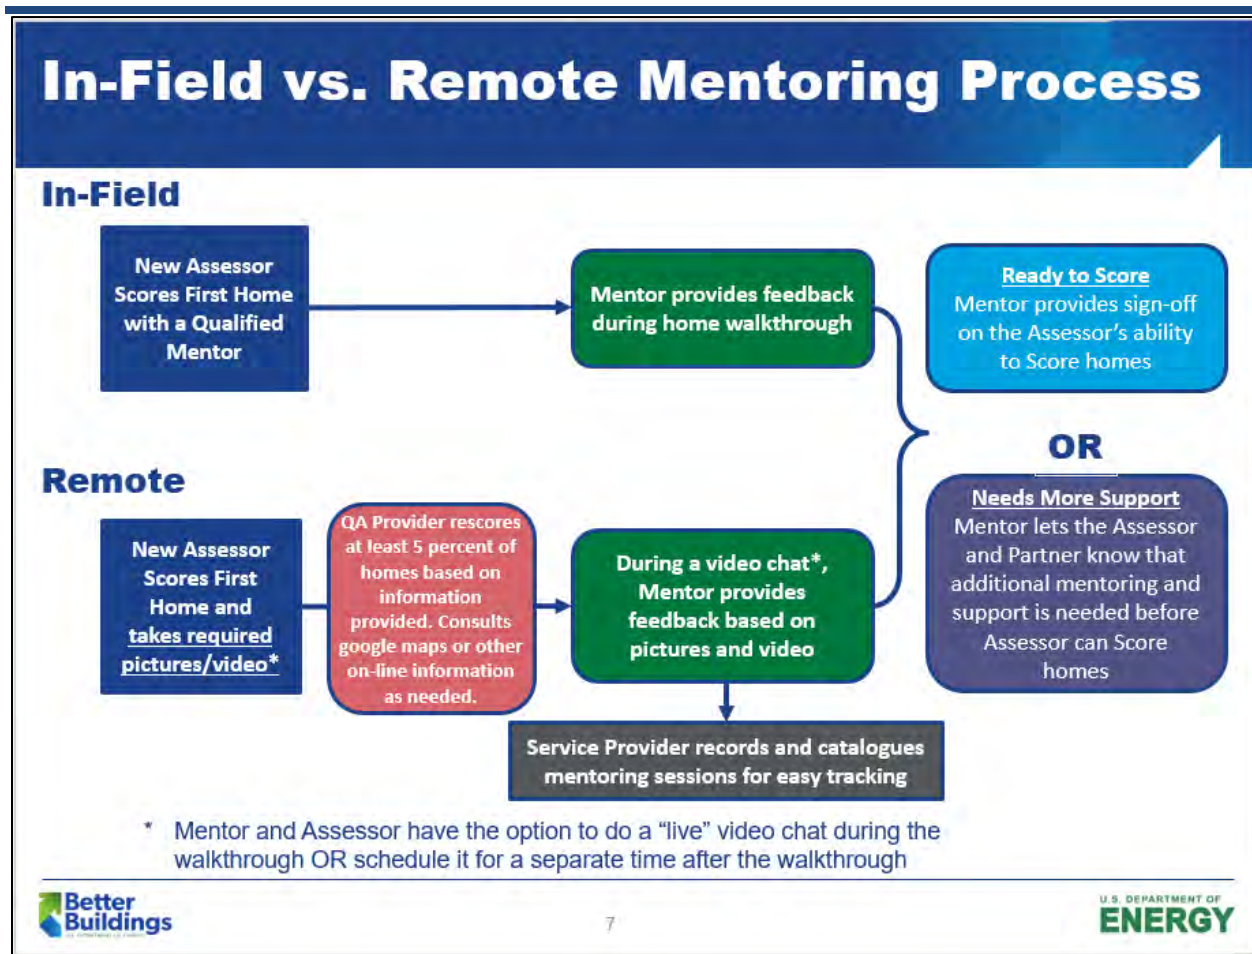 In-Field vs. Remote Mentoring Process
In-Field
New Assessor
Scores First Home
with a Qualified
Mentor
Mentor provides feedback
during home walkthrough
Ready to Score
Mentor provides sign-off
on the Assessor's ability
to Score homes
OR
Remote
New Assessor
Scores First
Home and
takes required
pictures/video*
QA Provider rescores
at least 5 percent of
homes based on
information
provided. Consults
google maps or other
on-line information
as needed.
During a video chat*,
Mentor provides
feedback based on
pictures and video
Needs More Support
Mentor lets the Assessor
and Partner know that
additional mentoring and
support is needed before
Assessor can Score
homes
Service Provider records and catalogues
mentoring sessions for easy tracking
* Mentor and Assessor have the option to do a "live" video chat during the
walkthrough OR schedule it for a separate time after the walkthrough
Better
Buildings
7
U.S. DEPARTMENT OF
ENERGY